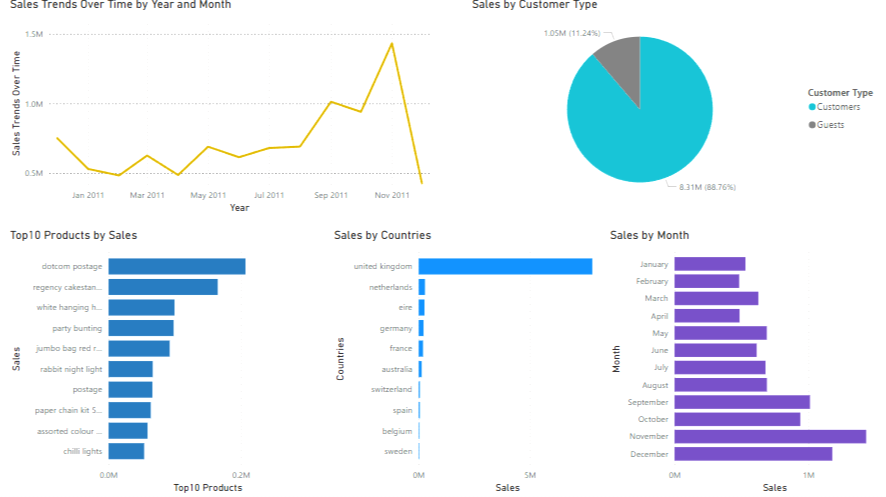 Sales Trends Over Time by Year and Month
1.5M
1.0M
0.5M
Sales Trends Over Time
Jan 2011
Mar 2011
May 2011
Jul 2011
Sep 2011
Nov 2011
Year
Sales by Customer Type
1.05M (11.24%)
8.31M (88.76%)
Customer Type
Customers
Guests
Top10 Products by Sales
Sales
dotcom postage
regency cakestan...
white hanging h...
party bunting
jumbo bag red r...
rabbit night light
postage
paper chain kit 5...
assorted colour ...
chilli lights
0.0M
0.2M
Top10 Products
Sales by Countries
Countries
united kingdom
netherlands
eire
germany
france
australia
switzerland
spain
belgium
sweden
0M
5M
Sales
Sales by Month
Month
January
February
March
April
May
June
July
August
September
October
November
December
0M
1M
Sales